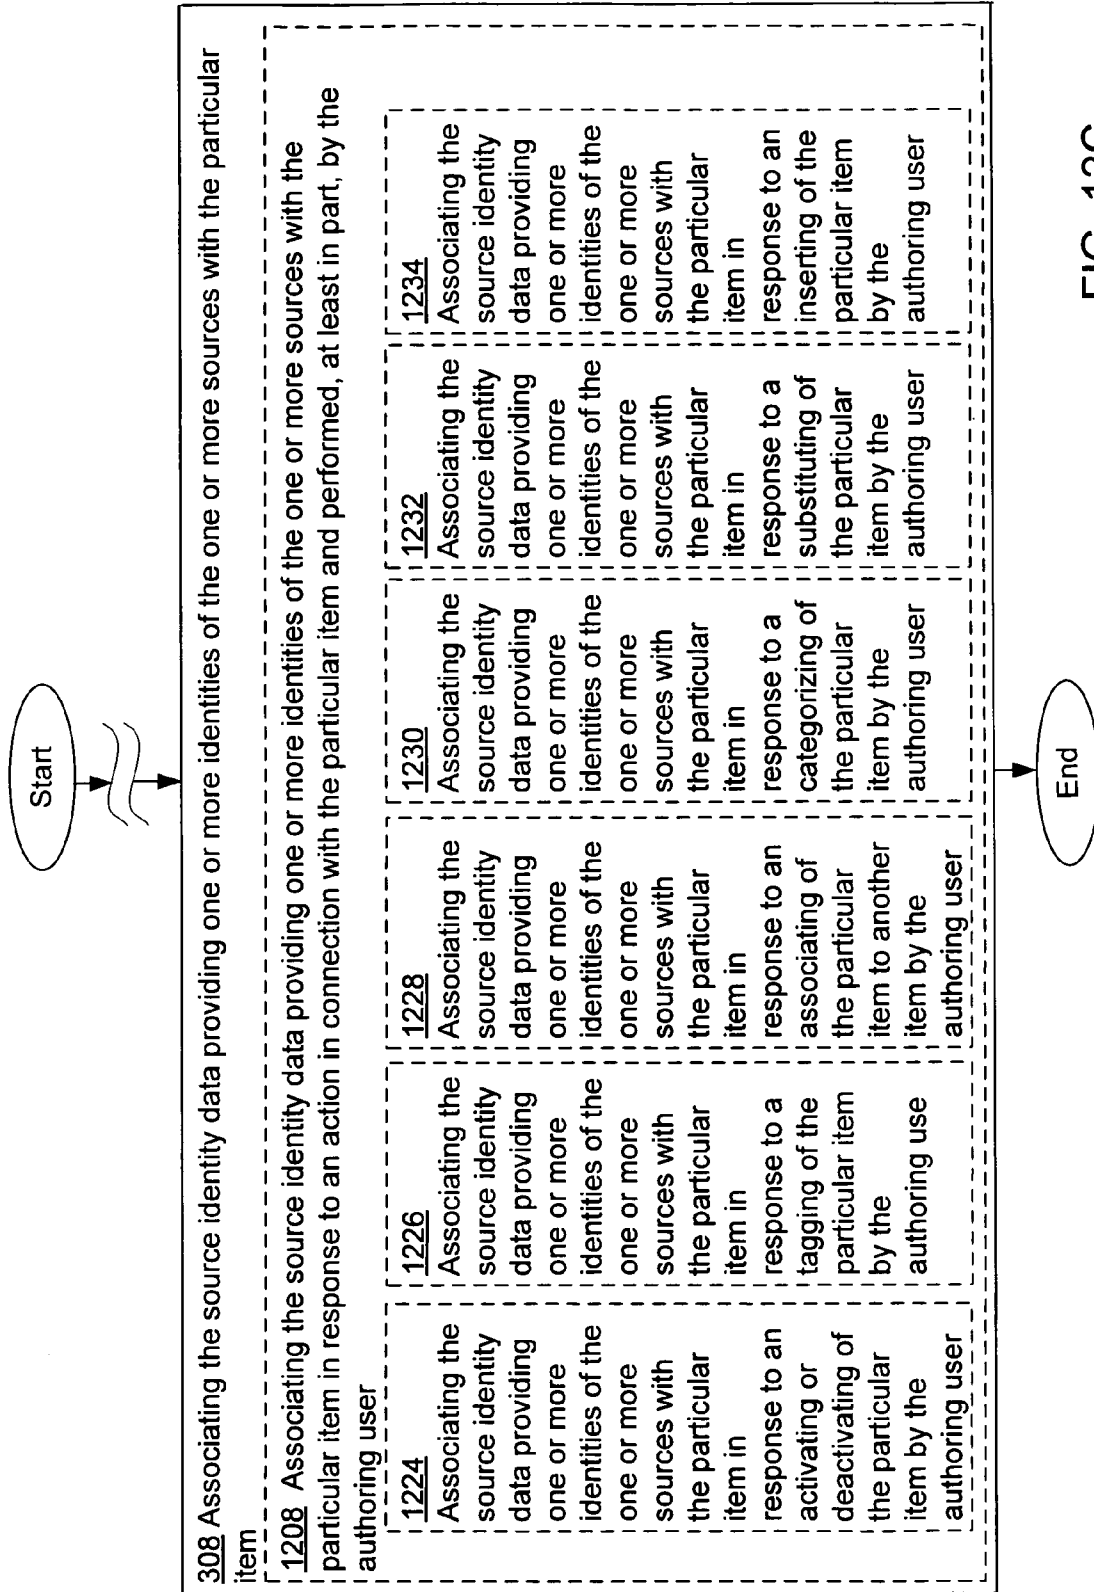 Start
308 Associating the source identity data providing one or more identities of the one or more sources with the particular
item
1208 Associating the source identity data providing one or more identities of the one or more sources with the
particular item in response to an action in connection with the particular item and performed, at least in part, by the
authoring user
1224
Associating the
source identity
data providing
one or more
identities of the
one or more
sources with
the particular
item in
response to an
activating or
deactivating of
the particular
item by the
authoring user
1226
Associating the
source identity
data providing
one or more
identities of the
one or more
sources with
the particular
item in
response to a
tagging of the
particular item
by the
authoring use
1228
Associating the
source identity
data providing
one or more
identities of the
one or more
sources with
the particular
item in
response to an
associating of
the particular
item to another
item by the
authoring user
1230
Associating the
source identity
data providing
one or more
identities of the
one or more
sources with
the particular
item in
response to a
categorizing of
the particular
item by the
authoring user
1232
Associating the
source identity
data providing
one or more
identities of the
one or more
sources with
the particular
item in
response to a
substituting of
the particular
item by the
authoring user
1234
Associating the
source identity
data providing
one or more
identities of the
one or more
sources with
the particular
item in
response to an
inserting of the
particular item
by the
authoring user
End